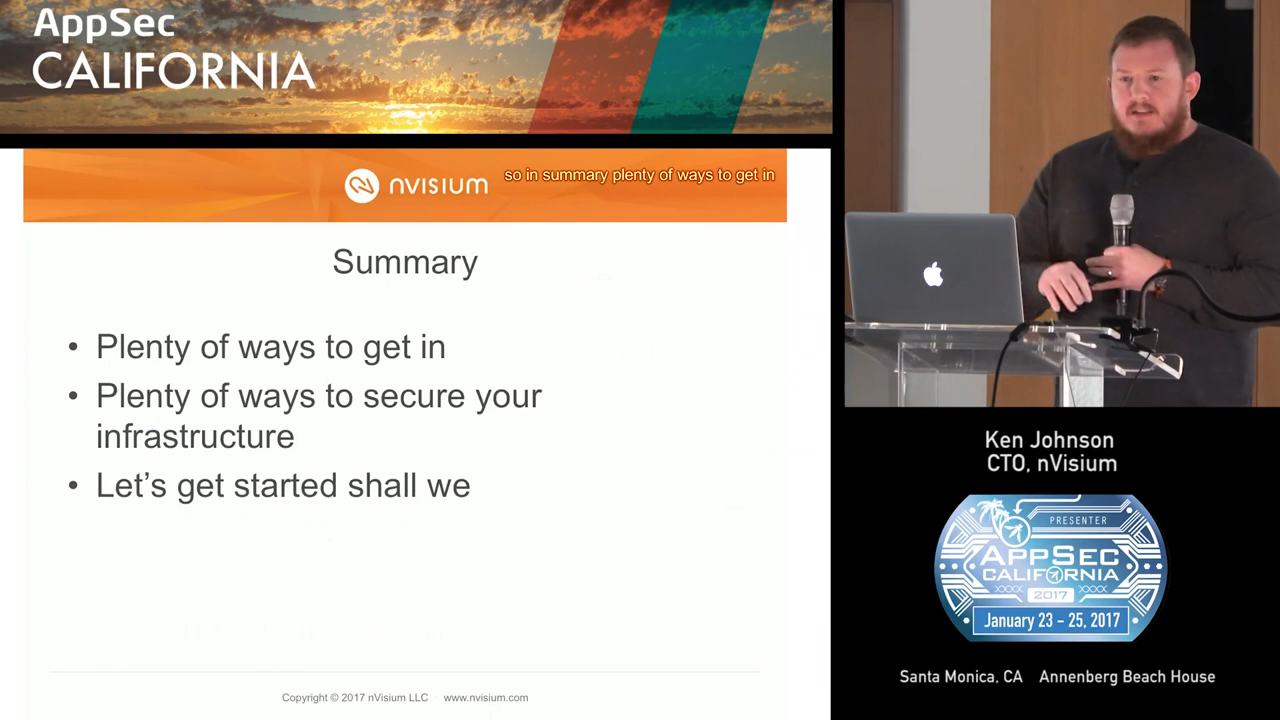 AppSec
CALIFORNIA
nVISIUM
so in summary plenty of ways to get in
Summary
• Plenty of ways to get in
• Plenty of ways to secure your
infrastructure
• Let's get started shall we
Copyright © 2017 nVisium LLC · www.nvisium.com
Ken Johnson
CTO, nVisium
PRESENTER
APPSEC
CALIFORNIA
2017
January 23 - 25, 2017
Santa Monica, CA Annenberg Beach House